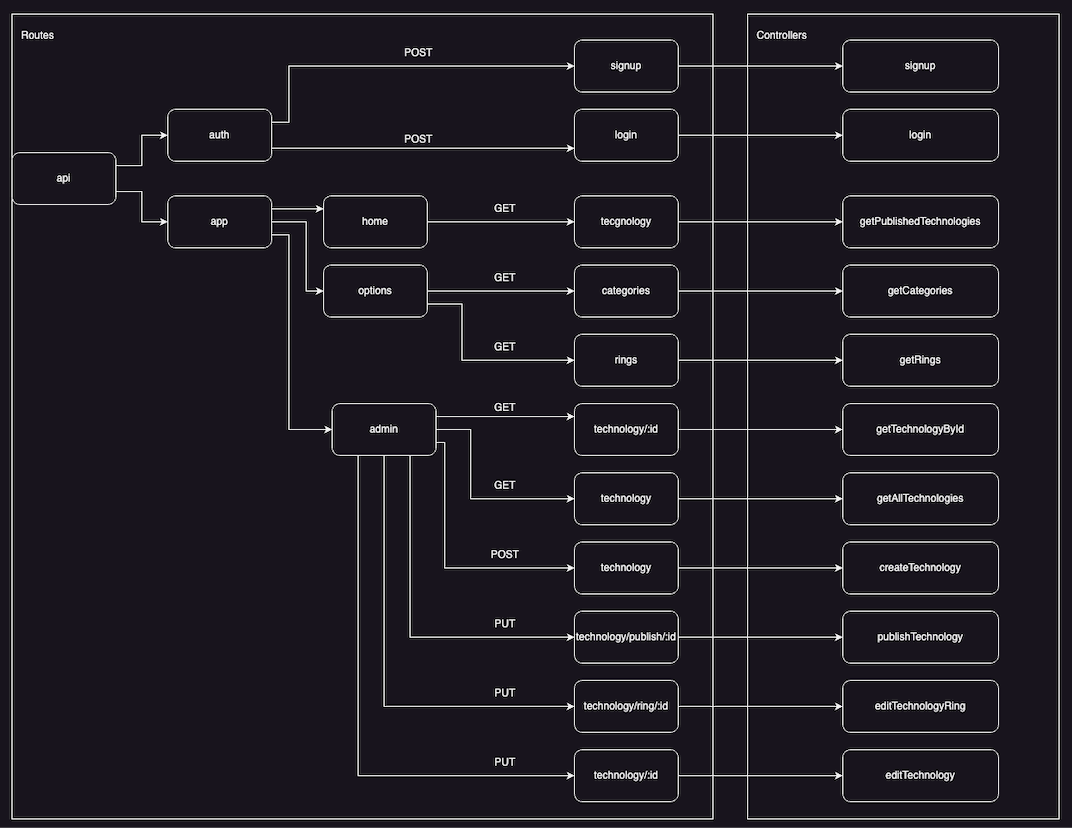 Routes
Controllers
POST
signup
signup
auth
POST
login
login
api
app
home
GET
tecgnology
getPublishedTechnologies
options
GET
categories
getCategories
GET
rings
getRings
admin
GET
technology/:id
getTechnologyById
GET
technology
getAllTechnologies
POST
technology
createTechnology
PUT
technology/publish/:id
publishTechnology
PUT
technology/ring/:id
editTechnologyRing
PUT
technology/:id
editTechnology